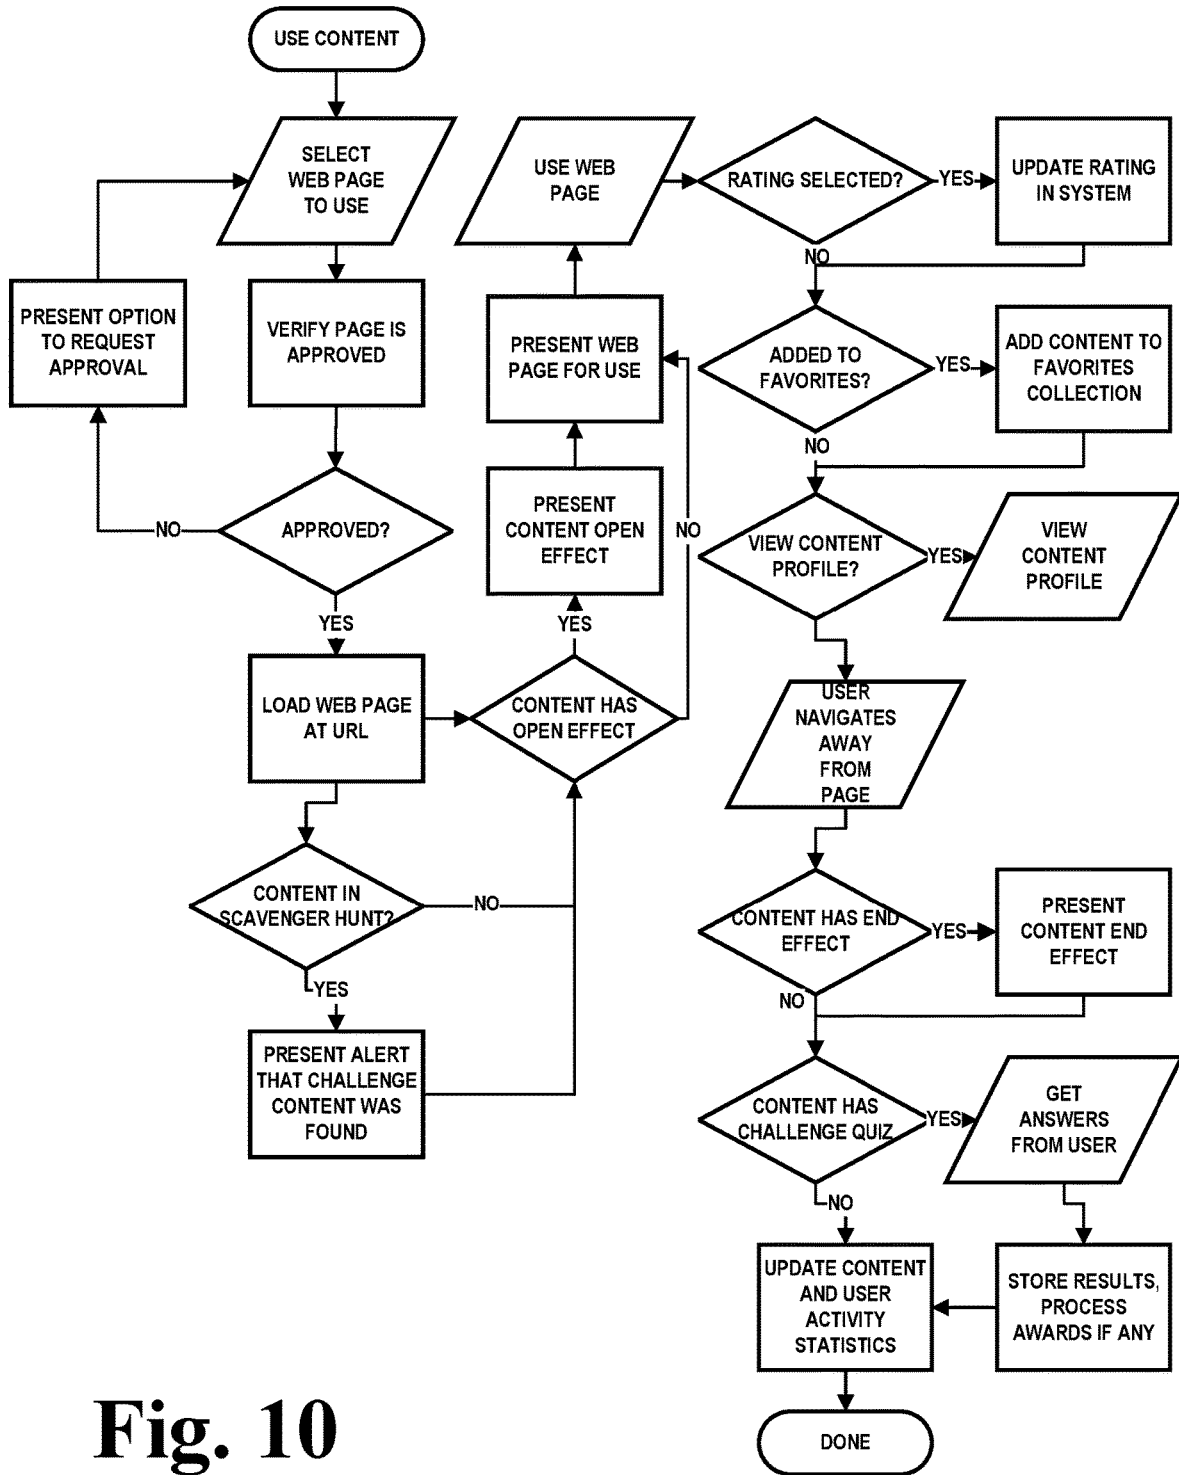 USE CONTENT
SELECT
WEB PAGE
TO USE
PRESENT OPTION
TO REQUEST
APPROVAL
VERIFY PAGE IS
APPROVED
NO
APPROVED?
YES
LOAD WEB PAGE
AT URL
CONTENT IN
SCAVENGER HUNT?
NO
YES
PRESENT ALERT
THAT CHALLENGE
CONTENT WAS
FOUND
USE WEB
PAGE
PRESENT WEB
PAGE FOR USE
PRESENT
CONTENT OPEN
EFFECT
NO
YES
CONTENT HAS
OPEN EFFECT
RATING SELECTED?
YES
UPDATE RATING
IN SYSTEM
NO
ADDED TO
FAVORITES?
YES
ADD CONTENT TO
FAVORITES
COLLECTION
NO
VIEW CONTENT
PROFILE?
YES
VIEW
CONTENT
PROFILE
USER
NAVIGATES
AWAY
FROM
PAGE
CONTENT HAS END
EFFECT
YES
PRESENT
CONTENT END
EFFECT
NO
CONTENT HAS
CHALLENGE QUIZ
YES
GET
ANSWERS
FROM USER
NO
UPDATE CONTENT
AND USER
ACTIVITY
STATISTICS
STORE RESULTS,
PROCESS
AWARDS IF ANY
DONE
Fig. 10